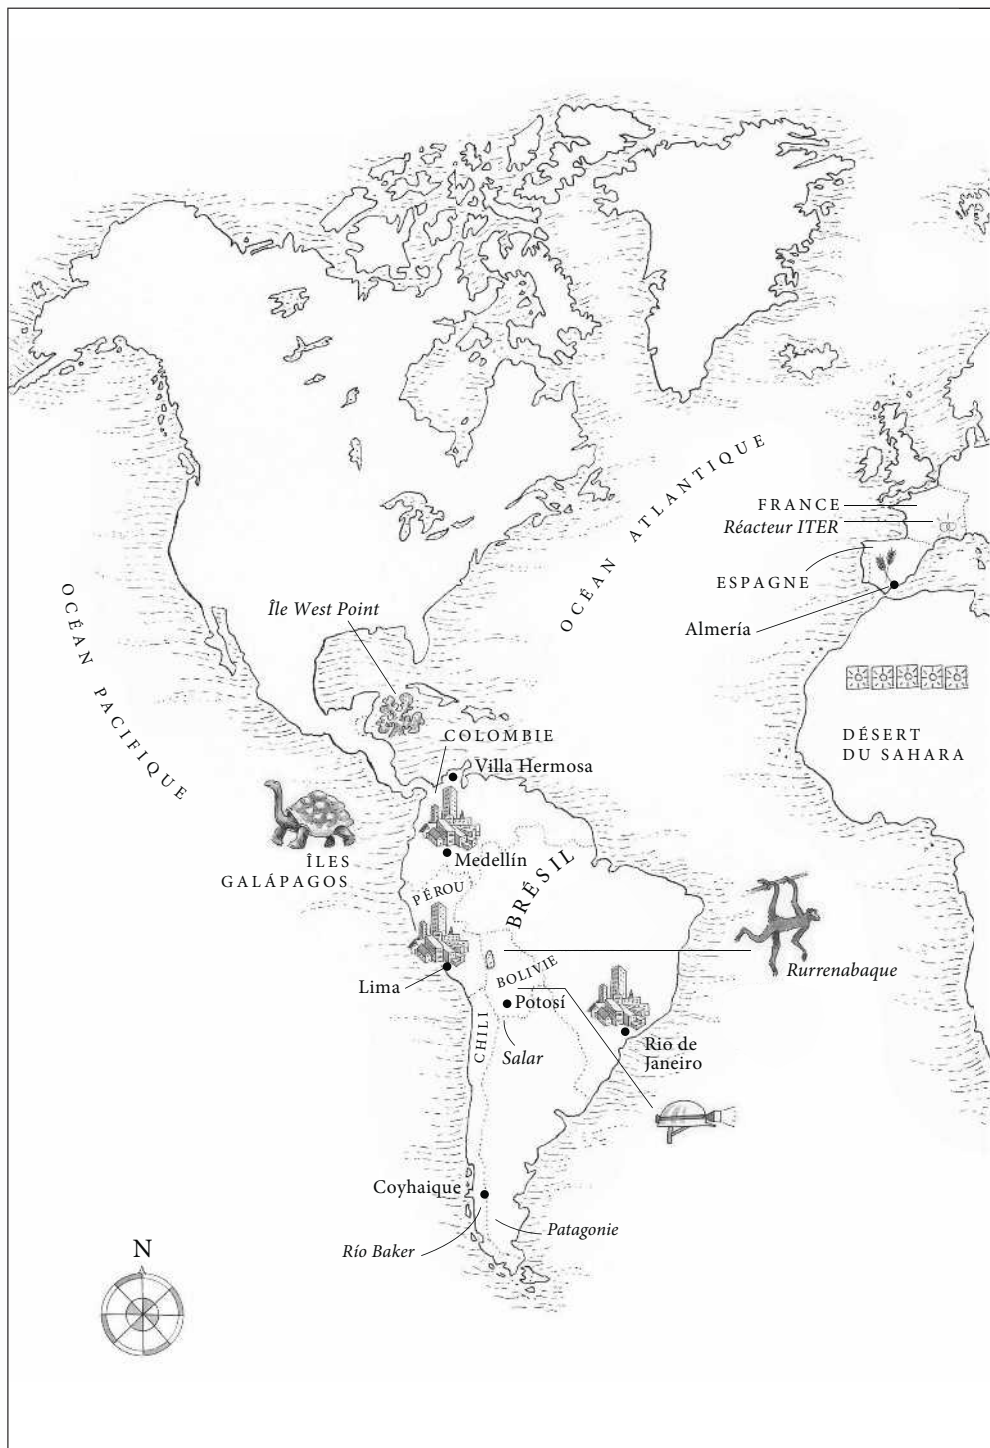 FRANCE
Réacteur ITER
OCÉAN ATLANTIQUE
ESPAGNE
Almería
OCÉAN PACIFIQUE
Île West Point
DÉSERT
DU SAHARA
COLOMBIE
Villa Hermosa
Medellín
ÎLES
GALÁPAGOS
PÉROU
BRÉSIL
Lima
BOLIVIE
Rurrenabaque
Potosí
CHILI
Salar
Rio de
Janeiro
Coyhaique
Patagonie
Río Baker
N